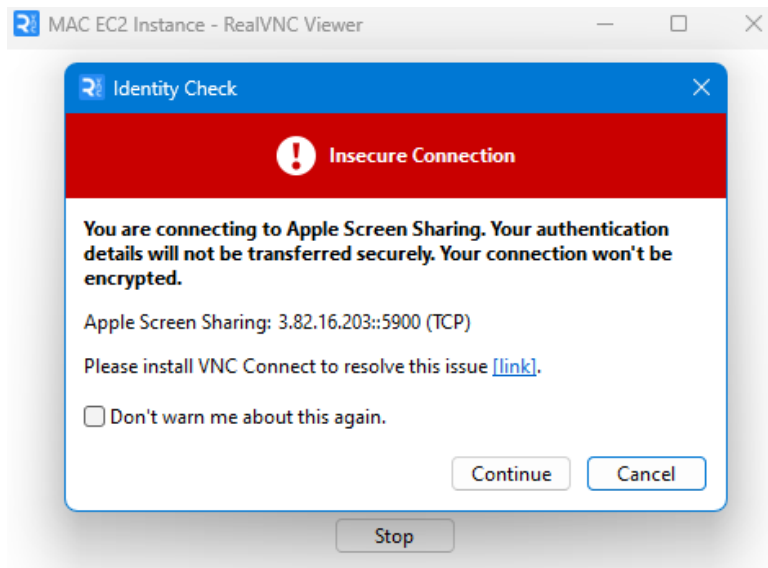 MAC EC2 Instance - RealVNC Viewer
Identity Check
Insecure Connection
You are connecting to Apple Screen Sharing. Your authentication
details will not be transferred securely. Your connection won't be
encrypted.
Apple Screen Sharing: 3.82.16.203::5900 (TCP)
Please install VNC Connect to resolve this issue [link].
Don't warn me about this again.
Continue
Cancel
Stop